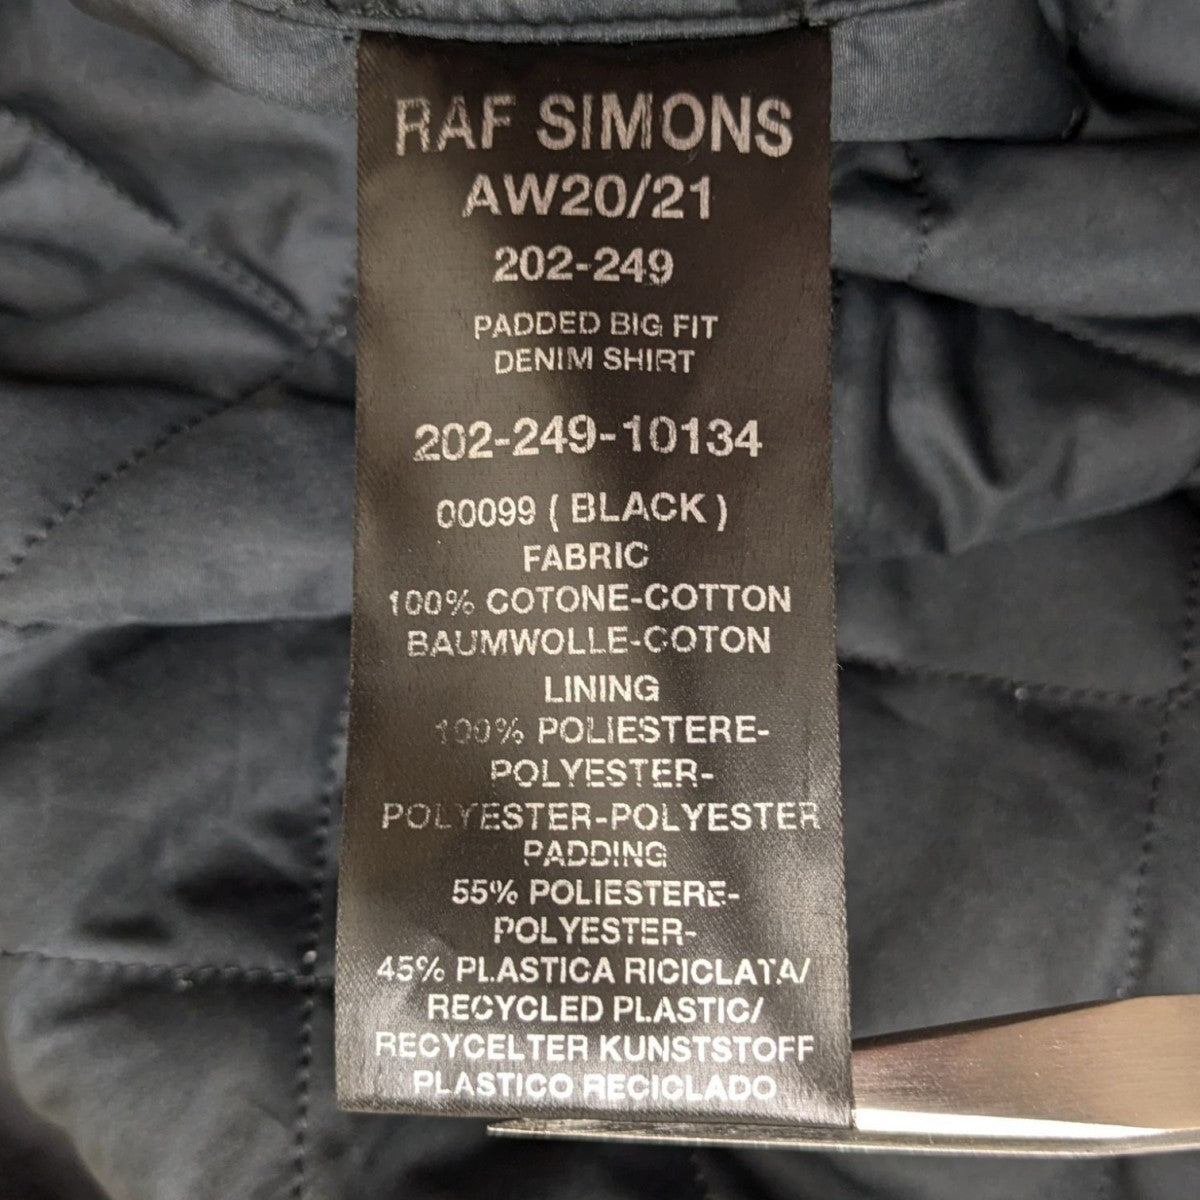 RAF SIMONS
AW20/21
202-249
PADDED BIG FIT
DENIM SHIRT
202-249-10134
00099 ( BLACK )
FABRIC
100% COTONE-COTTON
BAUMWOLLE-COTON
LINING
100% POLIESTERE-
POLYESTER-
POLYESTER-POLYESTER
PADDING
55% POLIESTERE-
POLYESTER-
45% PLASTICA RICICLATA/
RECYCLED PLASTIC/
RECYCELTER KUNSTSTOFF
PLASTICO RECICLADO